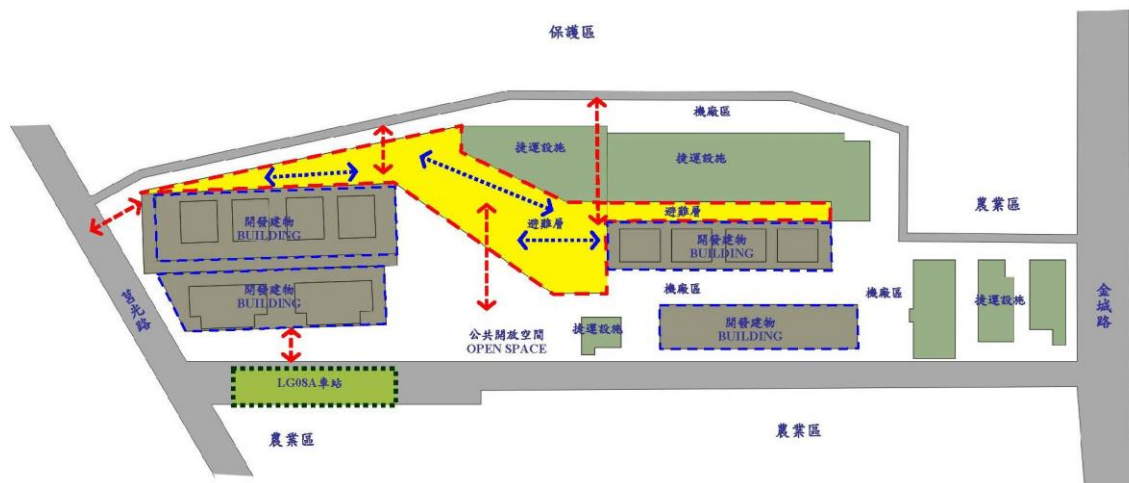 保護區
機廠區
捷運設施
捷運設施
農業區
避難層
避難層
開發建物
BUILDING
開發建物
BUILDING
開發建物
BUILDING
機廠區
機廠區
捷運設施
金城路
莒光路
公共開放空間
OPEN SPACE
捷運設施
開發建物
BUILDING
LG08A車站
農業區
農業區